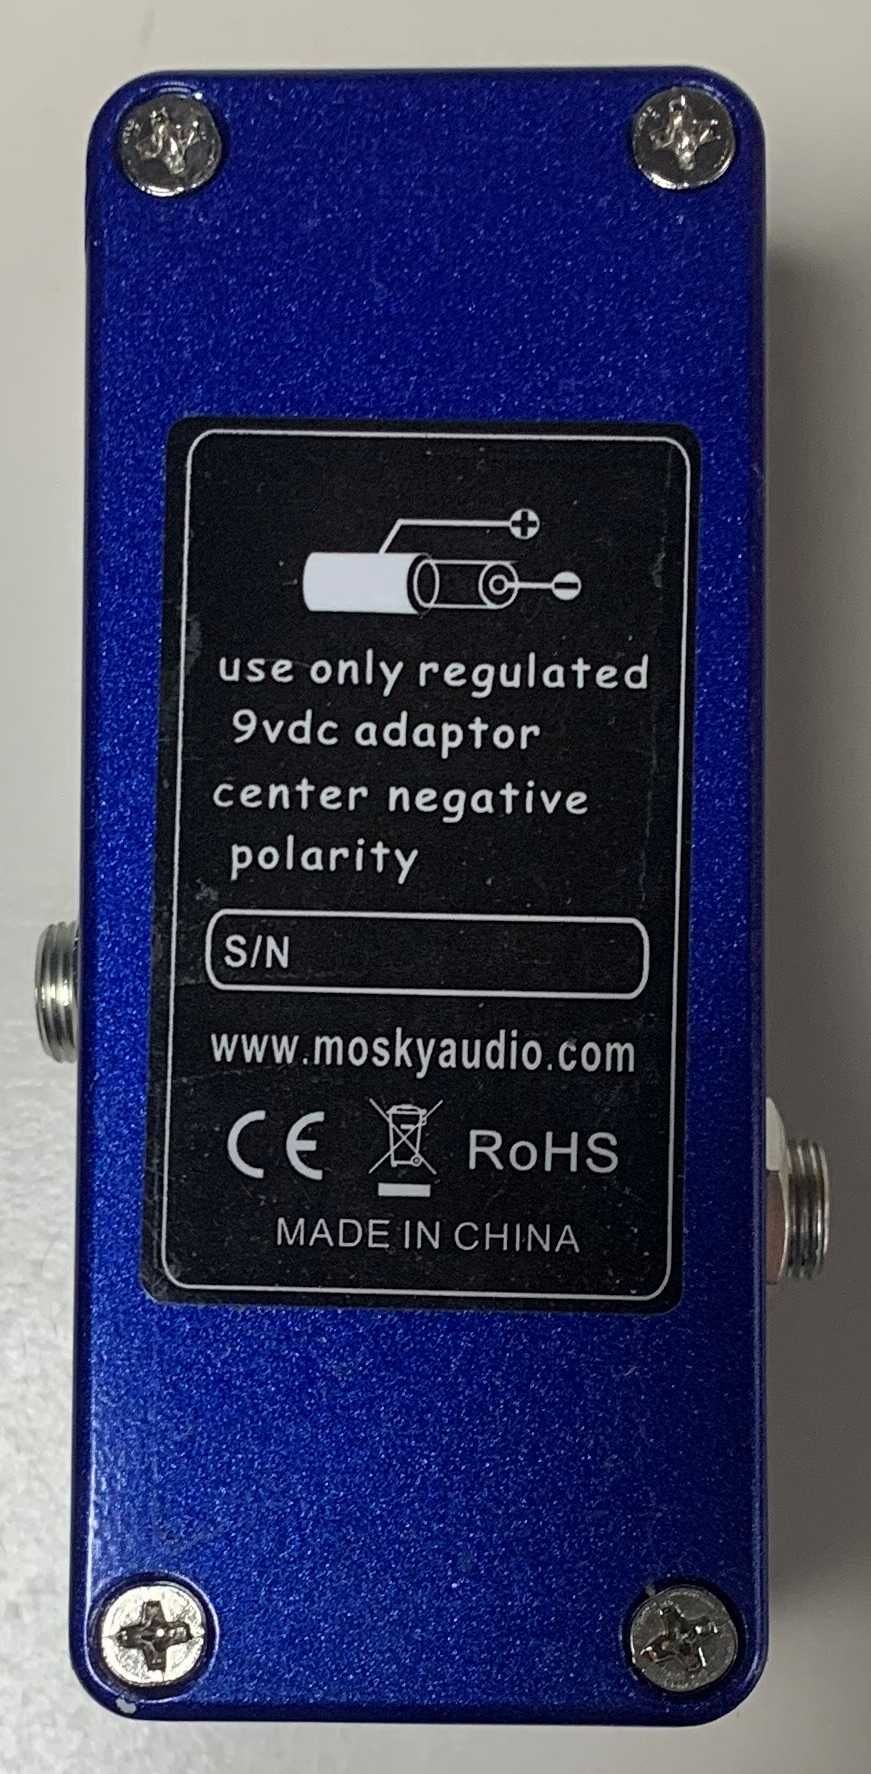 use only regulated
9vdc adaptor
center negative
polarity
S/N
www.moskyaudio.com
CE RoHS
MADE IN CHINA